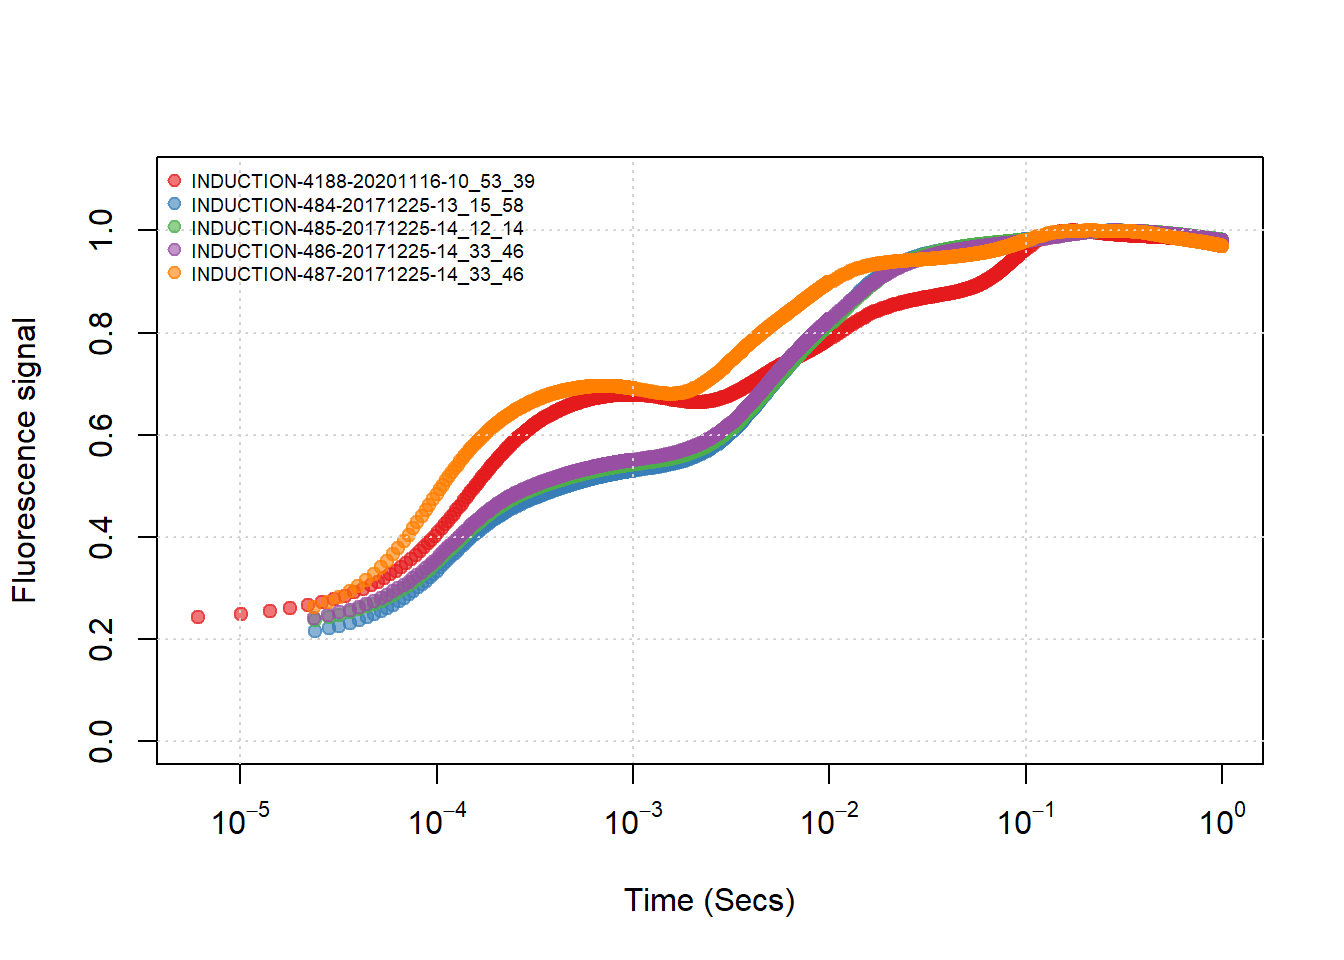 INDUCTION-4188-20201116-10_53_39
INDUCTION-484-20171225-13_15_58
INDUCTION-485-20171225-14_12_14
INDUCTION-486-20171225-14_33_46
INDUCTION-487-20171225-14_33_46
Fluorescence signal
1.0
0.8
0.6
0.4
0.2
0.0
10⁻⁵ 10⁻⁴ 10⁻³ 10⁻² 10⁻¹ 10⁰
Time (Secs)